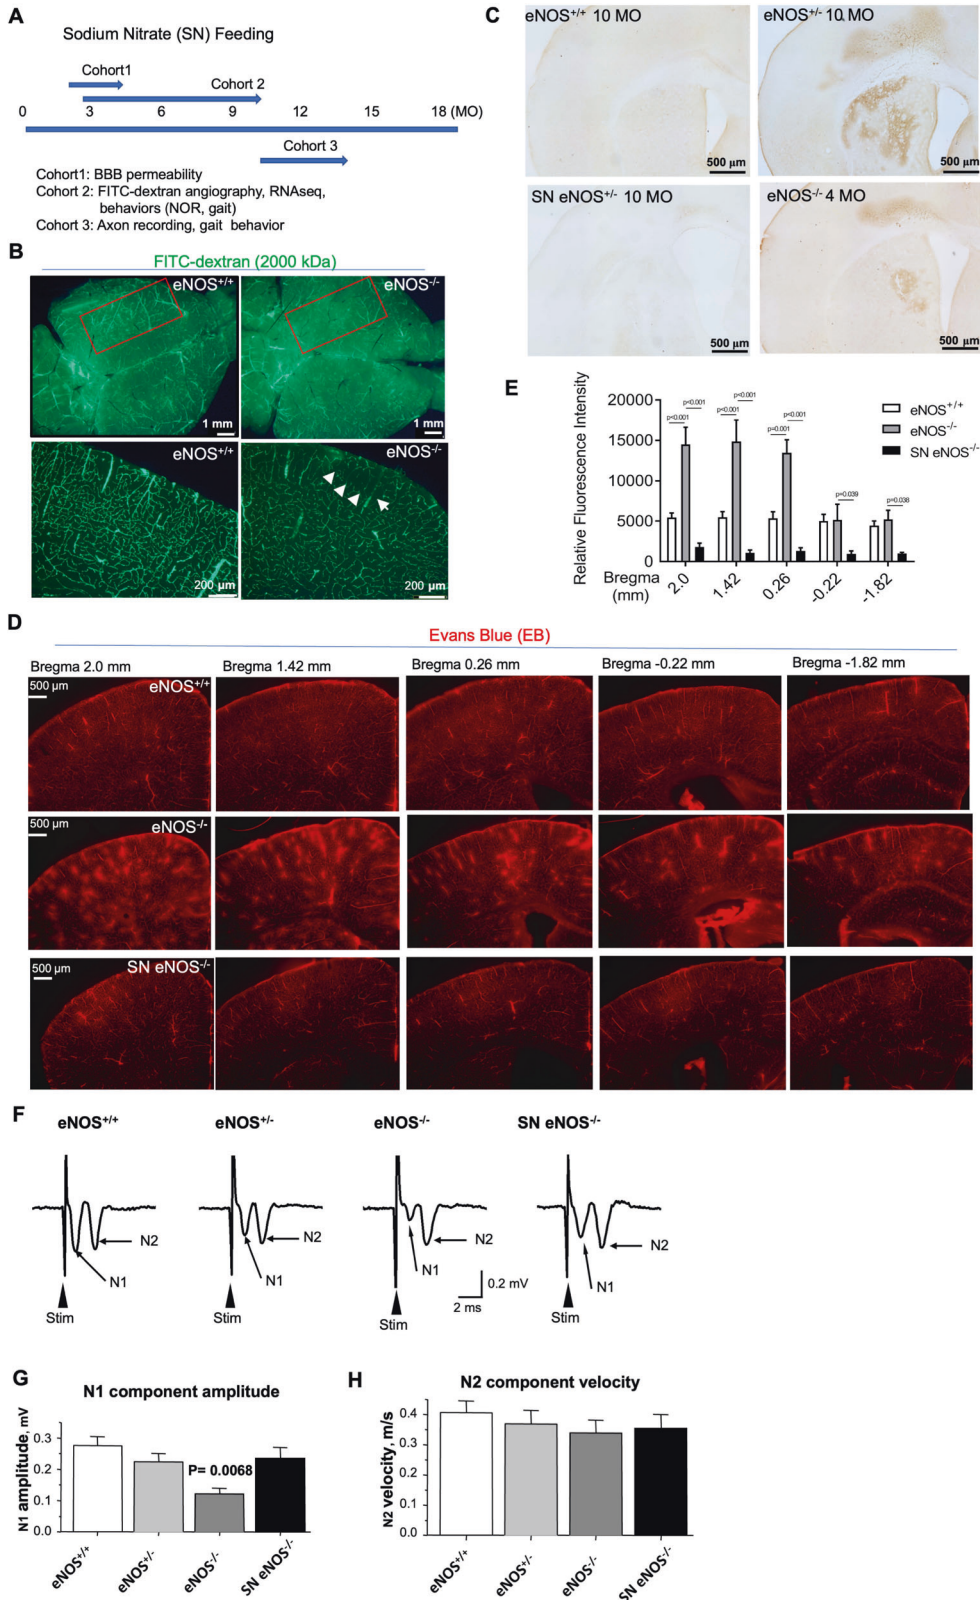 A
Sodium Nitrate (SN) Feeding
Cohort1
Cohort 2
0 3 6 9 12 15 18 (MO)
Cohort 3
Cohort1: BBB permeability
Cohort 2: FITC-dextran angiography, RNAseq,
behaviors (NOR, gait)
Cohort 3: Axon recording, gait behavior
B
FITC-dextran (2000 kDa)
eNOS+/+
eNOS-/-
1 mm
1 mm
eNOS+/+
eNOS-/-
200 μm
200 μm
C
eNOS+/+ 10 MO
eNOS+/- 10 MO
500 μm
500 μm
SN eNOS+/- 10 MO
eNOS-/- 4 MO
500 μm
500 μm
E
Relative Fluorescence Intensity
20000
15000
10000
5000
0
p<0.001
p<0.001
p<0.001
p<0.001
p<0.001
p<0.001
p=0.039
p=0.038
eNOS+/+
eNOS-/-
SN eNOS-/-
Bregma
(mm)
2.0 1.42 0.26 -0.22 -1.82
D
Evans Blue (EB)
Bregma 2.0 mm
Bregma 1.42 mm
Bregma 0.26 mm
Bregma -0.22 mm
Bregma -1.82 mm
500 μm
eNOS+/+
500 μm
eNOS-/-
500 μm
SN eNOS-/-
F
eNOS+/+
eNOS+/-
eNOS-/-
SN eNOS-/-
N2
N1
Stim
N2
N1
Stim
N2
N1
Stim
0.2 mV
2 ms
N2
N1
Stim
G
N1 component amplitude
N1 amplitude, mV
0.3
0.2
0.1
0.0
P= 0.0068
eNOS+/+
eNOS+/-
eNOS-/-
SN eNOS-/-
H
N2 component velocity
N2 velocity, m/s
0.4
0.3
0.2
0.1
0.0
eNOS+/+
eNOS+/-
eNOS-/-
SN eNOS-/-